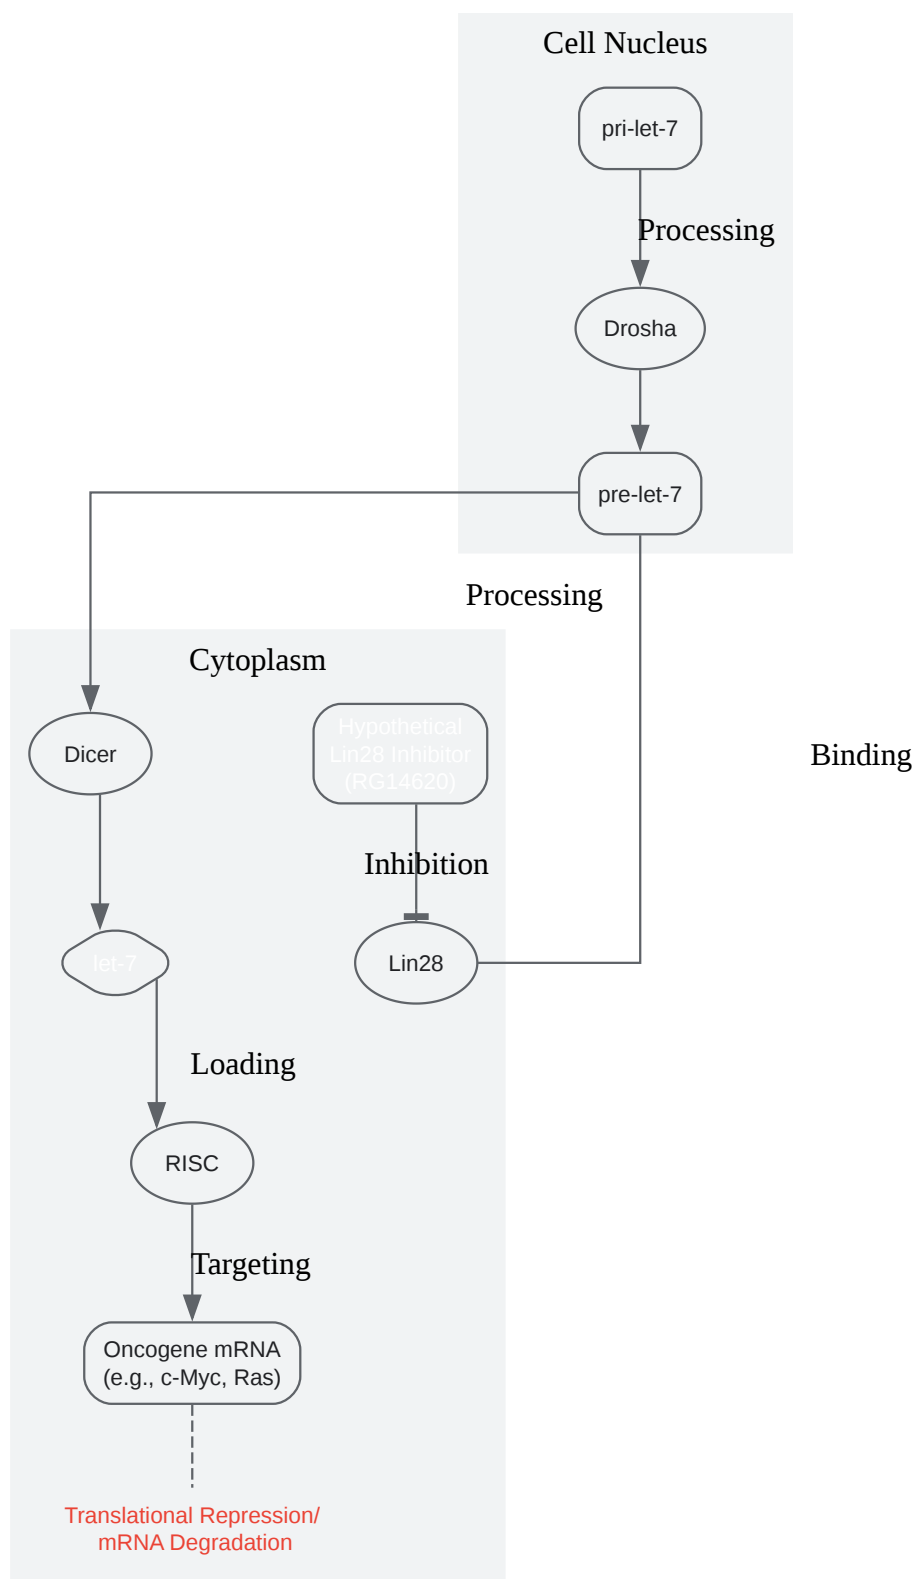 Cell Nucleus
pri-let-7
Processing
Drosha
pre-let-7
Processing
Cytoplasm
Hypothetical
Lin28 Inhibitor
(RG14620)
Dicer
Binding
Inhibition
let-7
Lin28
Loading
RISC
Targeting
Oncogene mRNA
(e.g., c-Myc, Ras)
Translational Repression/
mRNA Degradation